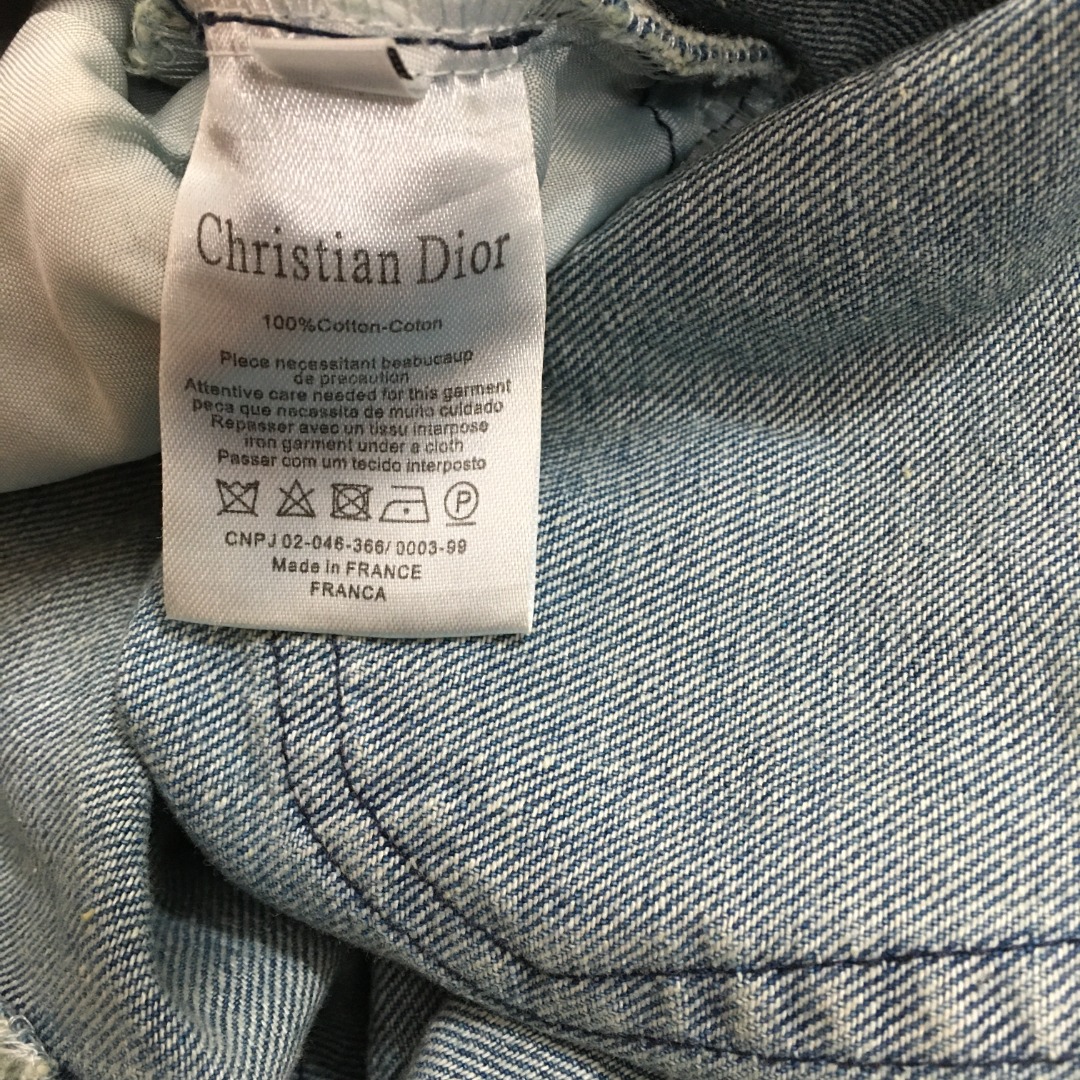 Christian Dior
100%Cotton-Coton
Piece necessitant beabucaup
de precaution
Attentive care needed for this garment
peca que necessita de muito cuidado
Repasser avec un tissu interpose
iron garment under a cloth
Passar com um tecido interposto
P
CNPJ 02-046-366/ 0003-99
Made in FRANCE
FRANCA